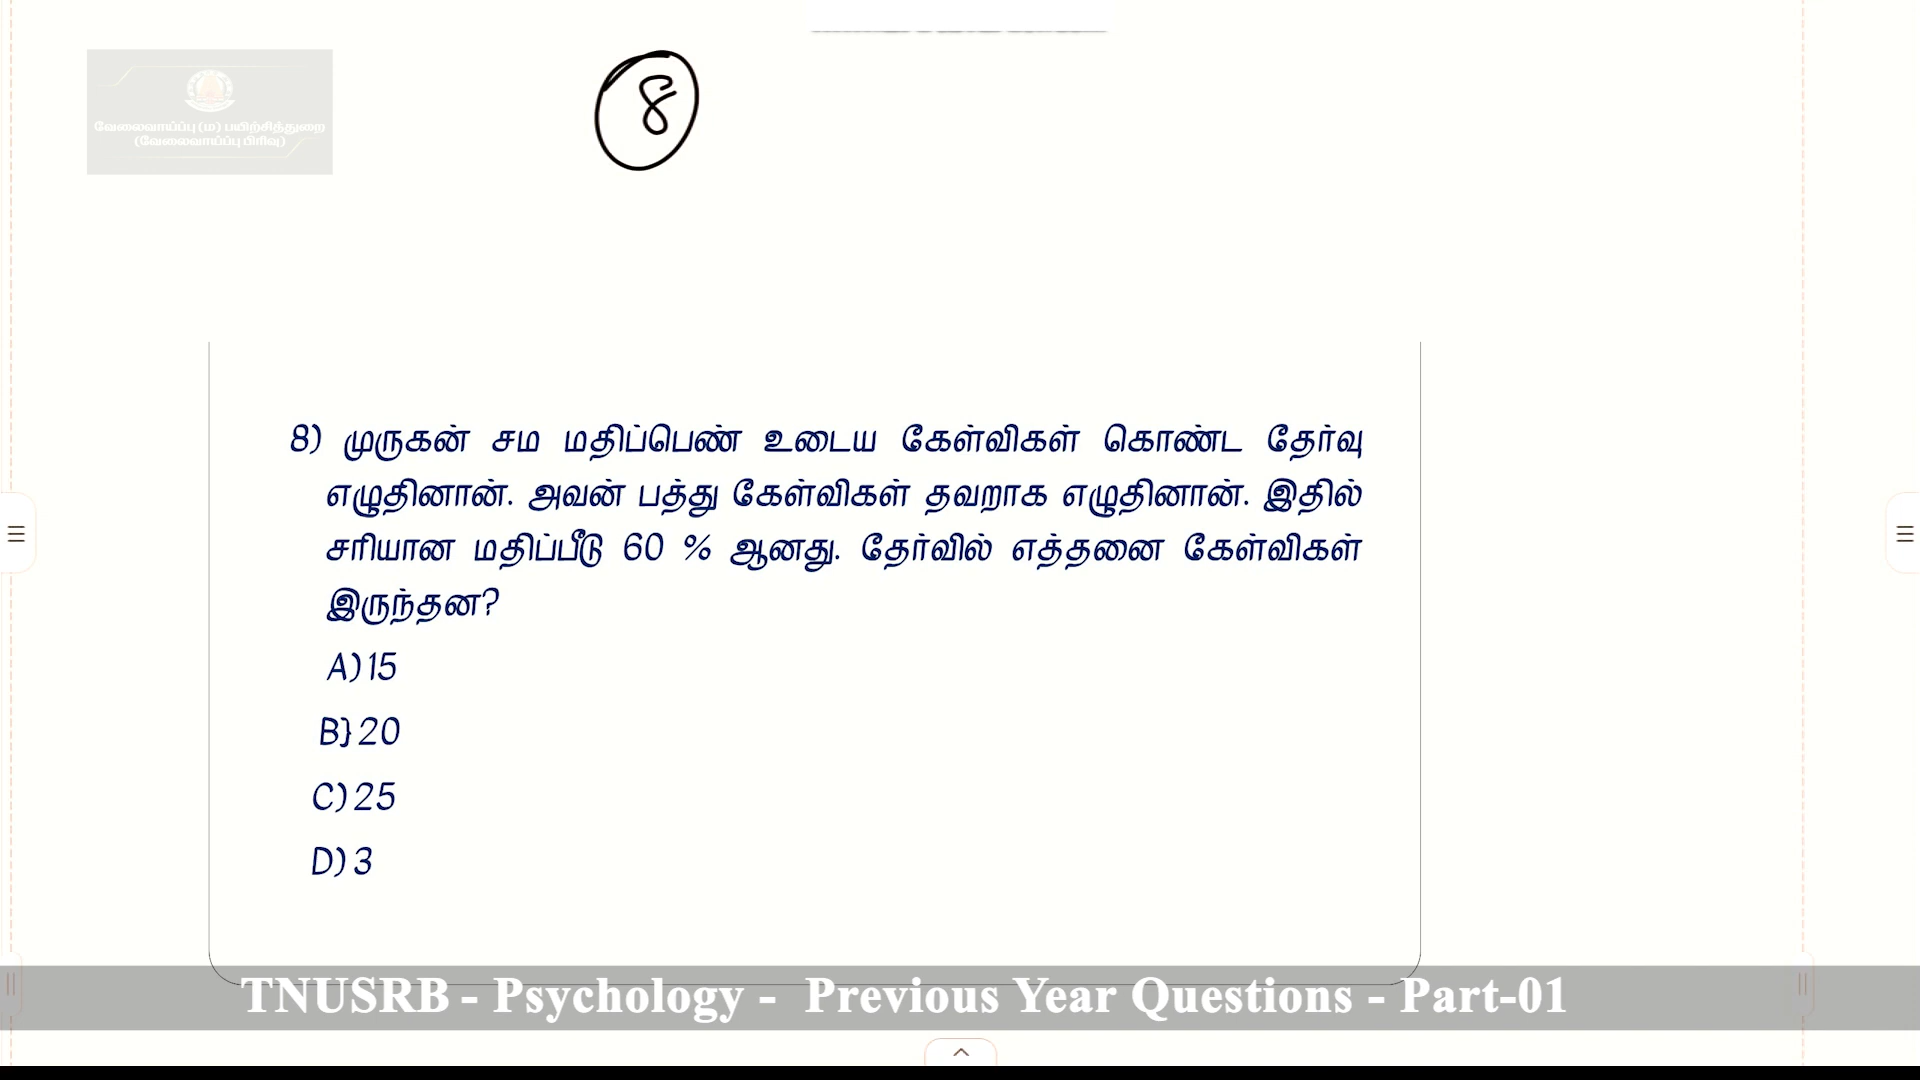 8
வேலைவாய்ப்பு (ம) பயிற்சித்துறை
(வேலைவாய்ப்பு பிரிவு)
8) முருகன் சம மதிப்பெண் உடைய கேள்விகள் கொண்ட தேர்வு
எழுதினான். அவன் பத்து கேள்விகள் தவறாக எழுதினான். இதில்
சரியான மதிப்பீடு 60 % ஆனது. தேர்வில் எத்தனை கேள்விகள்
இருந்தன?
A) 15
B} 20
C) 25
D) 3
TNUSRB - Psychology - Previous Year Questions - Part-01